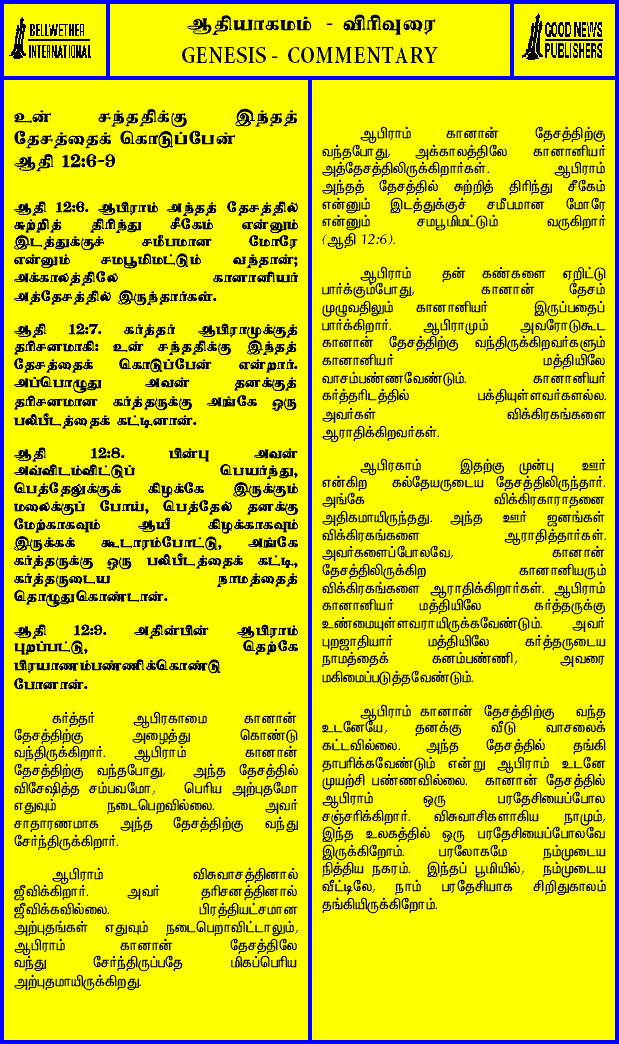 BELLWETHER
INTERNATIONAL
ஆதியாகமம் - விரிவுரை
GENESIS - COMMENTARY
GOOD NEWS
PUBLISHERS
உன் சந்ததிக்கு இந்தத்
தேசத்தைக் கொடுப்பேன்
ஆதி 12:6-9
ஆதி 12:6. ஆபிராம் அந்தத் தேசத்தில்
சுற்றித் திரிந்து சீகேம் என்னும்
இடத்துக்குச் சமீபமான மோரே
என்னும் சமபூமிமட்டும் வந்தான்;
அக்காலத்திலே கானானியர்
அத்தேசத்தில் இருந்தார்கள்.
ஆதி 12:7. கர்த்தர் ஆபிராமுக்குத்
தரிசனமாகி: உன் சந்ததிக்கு இந்தத்
தேசத்தைக் கொடுப்பேன் என்றார்.
அப்பொழுது அவன் தனக்குத்
தரிசனமான கர்த்தருக்கு அங்கே ஒரு
பலிபீடத்தைக் கட்டினான்.
ஆதி 12:8. பின்பு அவன்
அவ்விடம்விட்டுப் பெயர்ந்து,
பெத்தேலுக்குக் கிழக்கே இருக்கும்
மலைக்குப் போய், பெத்தேல் தனக்கு
மேற்காகவும் ஆயீ கிழக்காகவும்
இருக்கக் கூடாரம்போட்டு, அங்கே
கர்த்தருக்கு ஒரு பலிபீடத்தைக் கட்டி,
கர்த்தருடைய நாமத்தைத்
தொழுதுகொண்டான்.
ஆதி 12:9. அதின்பின் ஆபிராம்
புறப்பட்டு, தெற்கே
பிரயாணம்பண்ணிக்கொண்டு
போனான்.
கர்த்தர் ஆபிரகாமை கானான்
தேசத்திற்கு அழைத்து கொண்டு
வந்திருக்கிறார். ஆபிராம் கானான்
தேசத்திற்கு வந்தபோது, அந்த தேசத்தில்
விசேஷித்த சம்பவமோ, பெரிய அற்புதமோ
எதுவும் நடைபெறவில்லை. அவர்
சாதாரணமாக அந்த தேசத்திற்கு வந்து
சேர்ந்திருக்கிறார்.
ஆபிராம் விசுவாசத்தினால்
ஜீவிக்கிறார். அவர் தரிசனத்தினால்
ஜீவிக்கவில்லை. பிரத்தியட்சமான
அற்புதங்கள் எதுவும் நடைபெறாவிட்டாலும்,
ஆபிராம் கானான் தேசத்திலே
வந்து சேர்ந்திருப்பதே மிகப்பெரிய
அற்புதமாயிருக்கிறது.
ஆபிராம் கானான் தேசத்திற்கு
வந்தபோது, அக்காலத்திலே கானானியர்
அத்தேசத்திலிருக்கிறார்கள். ஆபிராம்
அந்தத் தேசத்தில் சுற்றித் திரிந்து சீகேம்
என்னும் இடத்துக்குச் சமீபமான மோரே
என்னும் சமபூமிமட்டும் வருகிறார்
(ஆதி 12:6).
ஆபிராம் தன் கண்களை ஏறிட்டு
பார்க்கும்போது, கானான் தேசம்
முழுவதிலும் கானானியர் இருப்பதைப்
பார்க்கிறார். ஆபிராமும் அவரோடுகூட
கானான் தேசத்திற்கு வந்திருக்கிறவர்களும்
கானானியர் மத்தியிலே
வாசம்பண்ணவேண்டும். கானானியர்
கர்த்தரிடத்தில் பக்தியுள்ளவர்களல்ல.
அவர்கள் விக்கிரகங்களை
ஆராதிக்கிறவர்கள்.
ஆபிரகாம் இதற்கு முன்பு ஊர்
என்கிற கல்தேயருடைய தேசத்திலிருந்தார்.
அங்கே விக்கிரகாராதனை
அதிகமாயிருந்தது. அந்த ஊர் ஜனங்கள்
விக்கிரகங்களை ஆராதித்தார்கள்.
அவர்களைப்போலவே, கானான்
தேசத்திலிருக்கிற கானானியரும்
விக்கிரகங்களை ஆராதிக்கிறார்கள். ஆபிராம்
கானானியர் மத்தியிலே கர்த்தருக்கு
உண்மையுள்ளவராயிருக்கவேண்டும். அவர்
புறஜாதியார் மத்தியிலே கர்த்தருடைய
நாமத்தைக் கனம்பண்ணி, அவரை
மகிமைப்படுத்தவேண்டும்.
ஆபிராம் கானான் தேசத்திற்கு வந்த
உடனேயே, தனக்கு வீடு வாசலைக்
கட்டவில்லை. அந்த தேசத்தில் தங்கி
தாபரிக்கவேண்டும் என்று ஆபிராம் உடனே
முயற்சி பண்ணவில்லை. கானான் தேசத்தில்
ஆபிராம் ஒரு பரதேசியைப்போல
சஞ்சரிக்கிறார். விசுவாசிகளாகிய நாமும்,
இந்த உலகத்தில் ஒரு பரதேசியைப்போலவே
இருக்கிறோம். பரலோகமே நம்முடைய
நித்திய நகரம். இந்தப் பூமியில், நம்முடைய
வீட்டிலே, நாம் பரதேசியாக சிறிதுகாலம்
தங்கியிருக்கிறோம்.